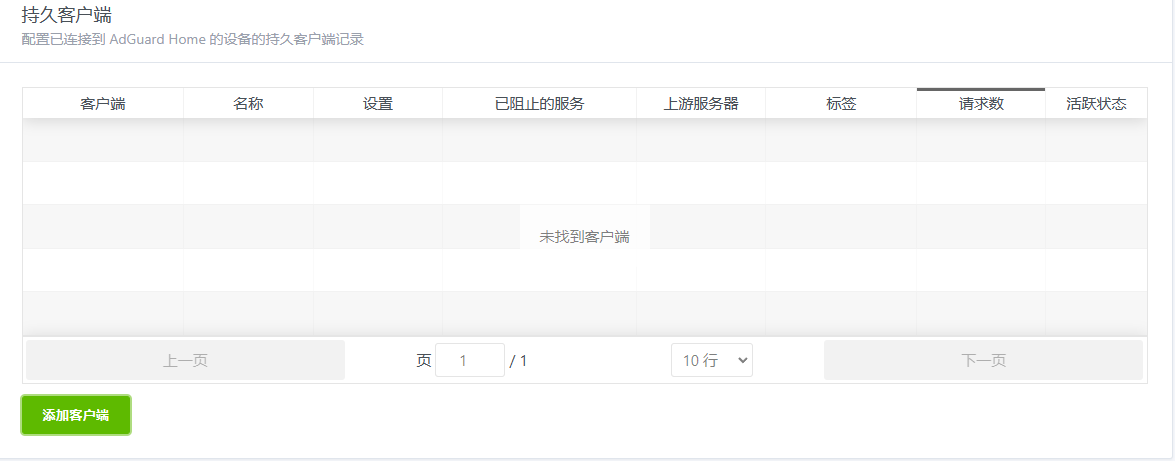 持久客户端
配置已连接到 AdGuard Home 的设备的持久客户端记录
客户端 名称 设置 已阻止的服务 上游服务器 标签 请求数 活跃状态
未找到客户端
上一页 页 1 / 1 10 行 下一页
添加客户端